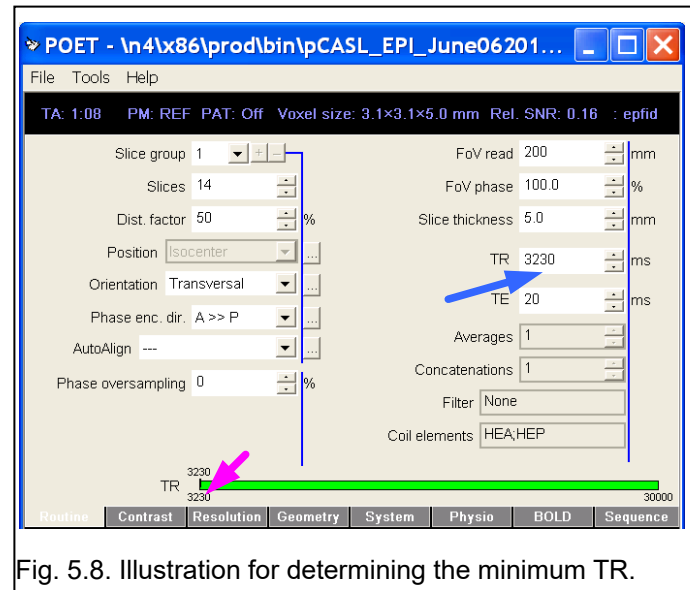 POET - \n4\x86\prod\bin\pCASL_EPI_June06201...
File Tools Help
TA: 1:08 PM: REF PAT: Off Voxel size: 3.1×3.1×5.0 mm Rel. SNR: 0.16 : epfid
Slice group 1 + - FoV read 200 mm
Slices 14 FoV phase 100.0 %
Dist. factor 50 % Slice thickness 5.0 mm
Position Isocenter ... TR 3230 ms
Orientation Transversal ... TE 20 ms
Phase enc. dir. A >> P ... Averages 1
AutoAlign --- ... Concatenations 1
Phase oversampling 0 % Filter None
Coil elements HEA;HEP
3230
TR
3230 30000
Routine Contrast Resolution Geometry System Physio BOLD Sequence
Fig. 5.8. Illustration for determining the minimum TR.